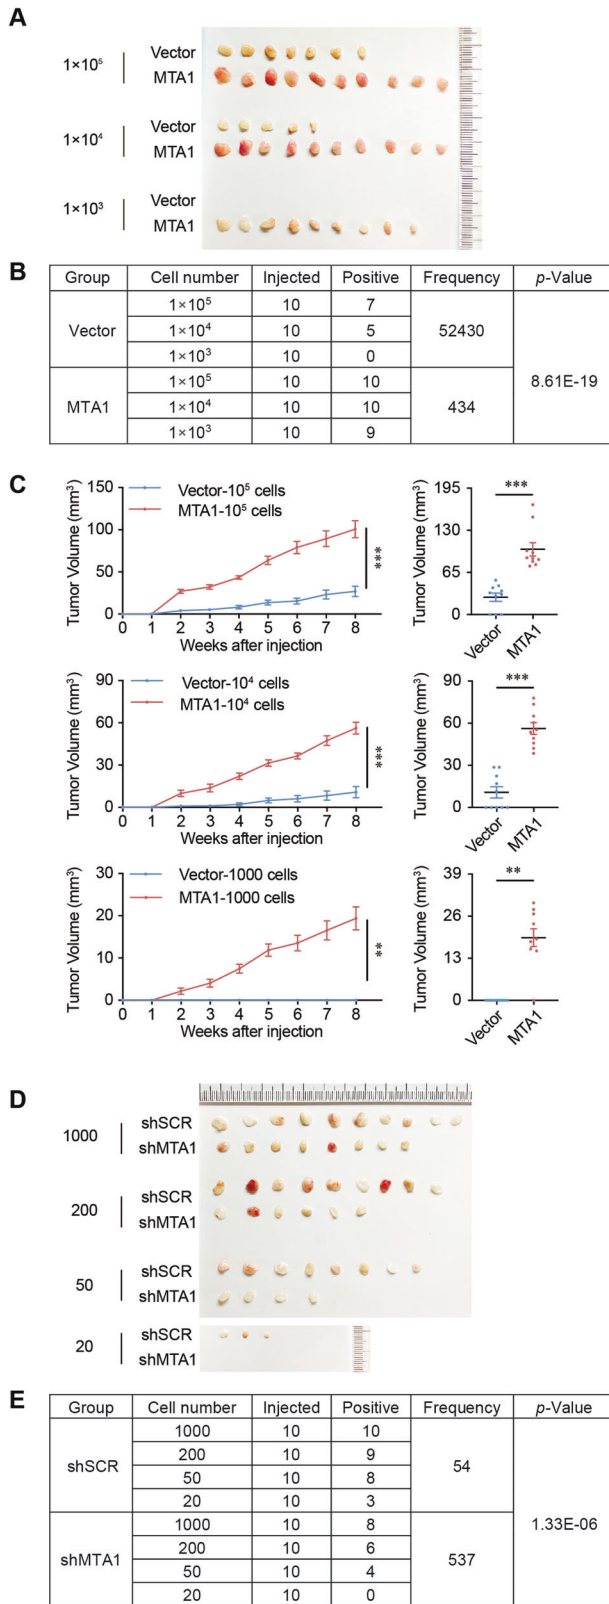 A
1×10⁵
Vector
MTA1
1×10⁴
Vector
MTA1
1×10³
Vector
MTA1
B
Group Cell number Injected Positive Frequency p-Value
Vector 1×10⁵ 10 7 52430 8.61E-19
1×10⁴ 10 5
1×10³ 10 0
MTA1 1×10⁵ 10 10 434
1×10⁴ 10 10
1×10³ 10 9
C
Tumor Volume (mm³)
150
100
50
0
Vector-10⁵ cells
MTA1-10⁵ cells
***
0 1 2 3 4 5 6 7 8
Weeks after injection
Tumor Volume (mm³)
195
130
65
0
***
Vector MTA1
Tumor Volume (mm³)
90
60
30
0
Vector-10⁴ cells
MTA1-10⁴ cells
***
0 1 2 3 4 5 6 7 8
Weeks after injection
Tumor Volume (mm³)
90
60
30
0
***
Vector MTA1
Tumor Volume (mm³)
30
20
10
0
Vector-1000 cells
MTA1-1000 cells
**
0 1 2 3 4 5 6 7 8
Weeks after injection
Tumor Volume (mm³)
39
26
13
0
**
Vector MTA1
D
1000
shSCR
shMTA1
200
shSCR
shMTA1
50
shSCR
shMTA1
20
shSCR
shMTA1
E
Group Cell number Injected Positive Frequency p-Value
shSCR 1000 10 10 54 1.33E-06
200 10 9
50 10 8
20 10 3
shMTA1 1000 10 8 537
200 10 6
50 10 4
20 10 0